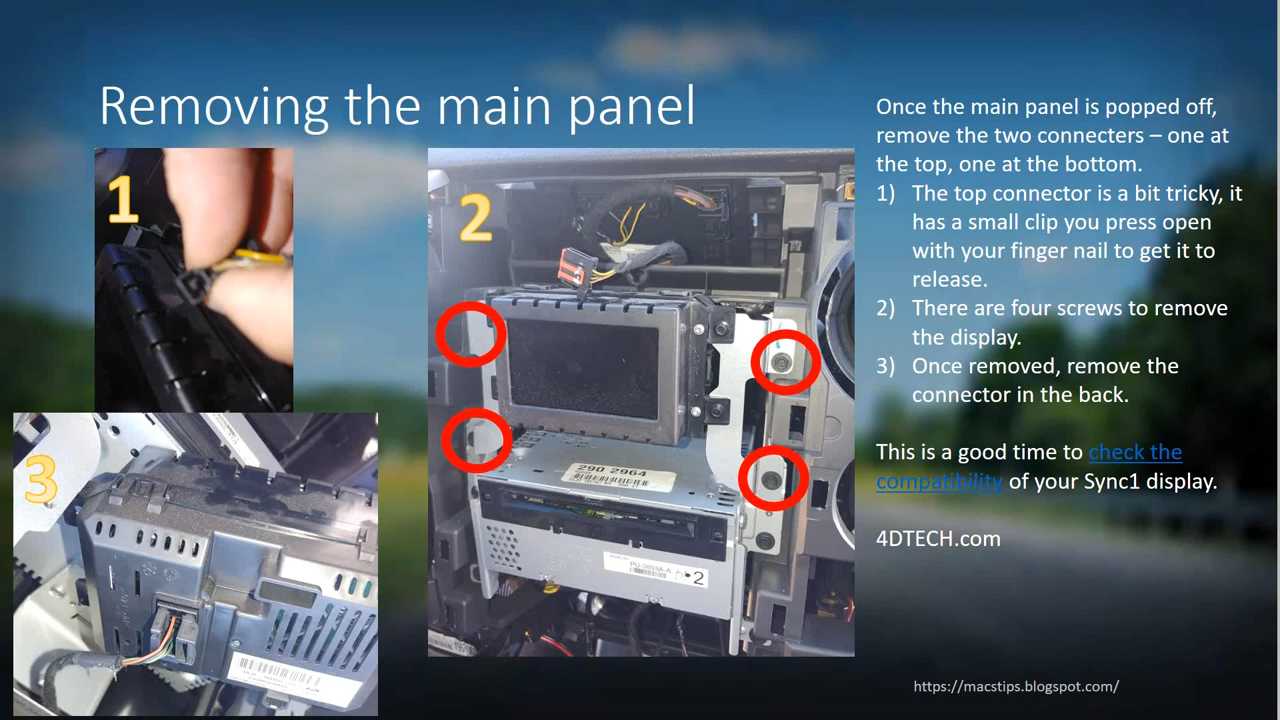 Removing the main panel
1
2
3
290 2964
PU-3893A-A
2
Once the main panel is popped off,
remove the two connecters – one at
the top, one at the bottom.
1) The top connector is a bit tricky, it
has a small clip you press open
with your finger nail to get it to
release.
2) There are four screws to remove
the display.
3) Once removed, remove the
connector in the back.
This is a good time to check the
compatibility of your Sync1 display.
4DTECH.com
https://macstips.blogspot.com/